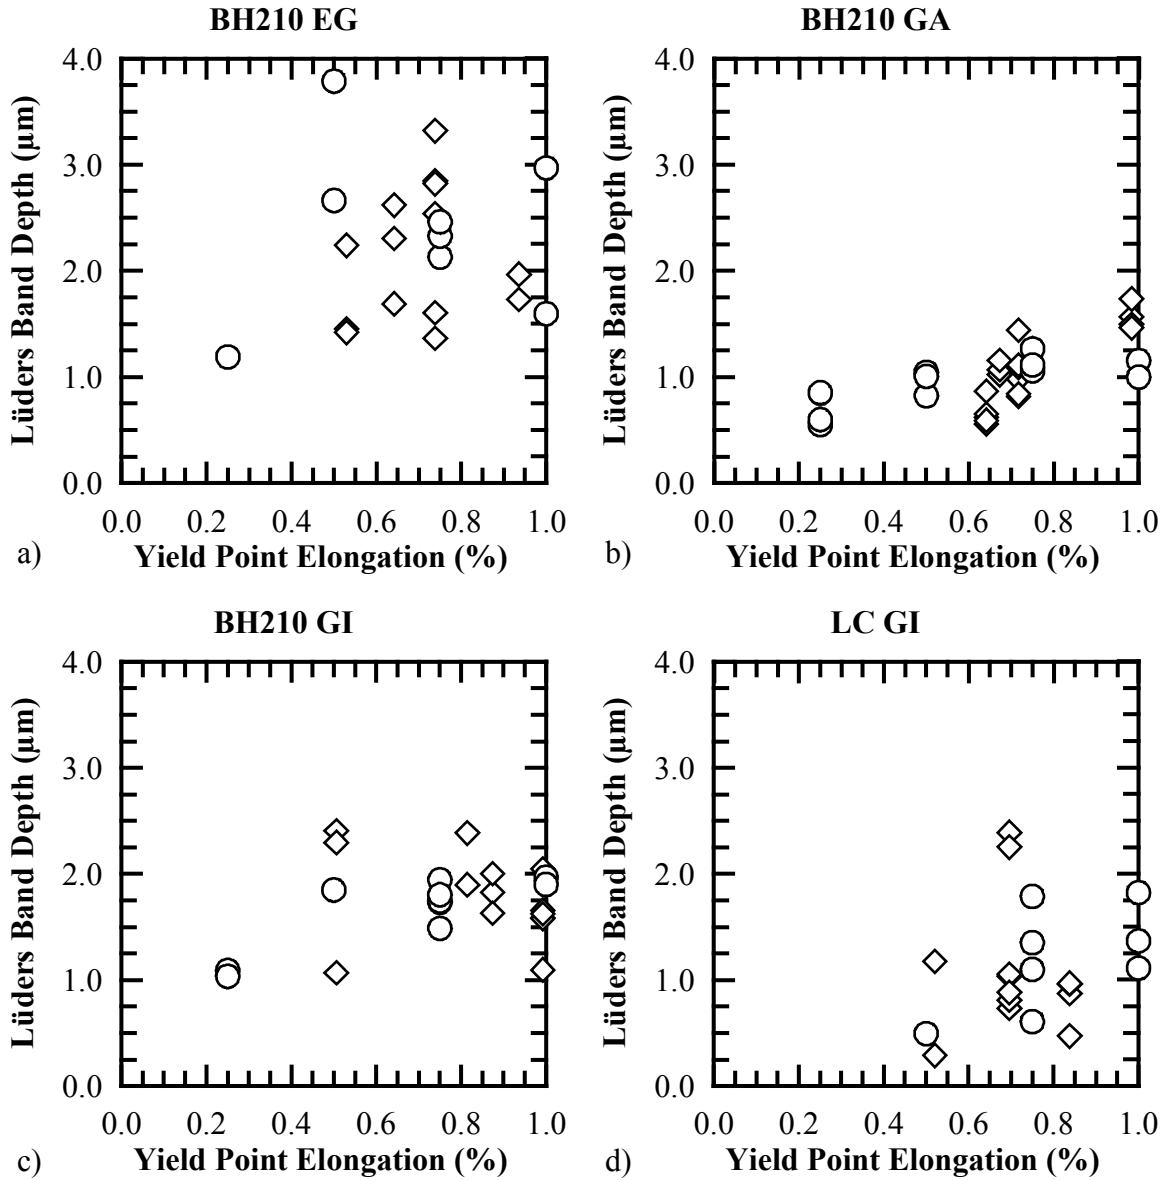 BH210 EG
Lüders Band Depth (μm)
4.0
3.0
2.0
1.0
0.0
0.0 0.2 0.4 0.6 0.8 1.0
a) Yield Point Elongation (%)
BH210 GA
Lüders Band Depth (μm)
4.0
3.0
2.0
1.0
0.0
0.0 0.2 0.4 0.6 0.8 1.0
b) Yield Point Elongation (%)
BH210 GI
Lüders Band Depth (μm)
4.0
3.0
2.0
1.0
0.0
0.0 0.2 0.4 0.6 0.8 1.0
c) Yield Point Elongation (%)
LC GI
Lüders Band Depth (μm)
4.0
3.0
2.0
1.0
0.0
0.0 0.2 0.4 0.6 0.8 1.0
d) Yield Point Elongation (%)